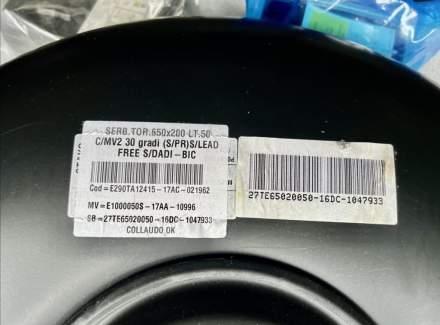 SERB.TOR.650x200 LT.50
C/MV2 30 gradi (S/PR)S/LEAD
FREE S/DADI-BIC
Cod=E290TA12415-17AC-021962
MV=E1000050S-17AA-10996
SB=27TE65020050-16DC-1047933
COLLAUDO OK
27TE65020050-16DC-1047933